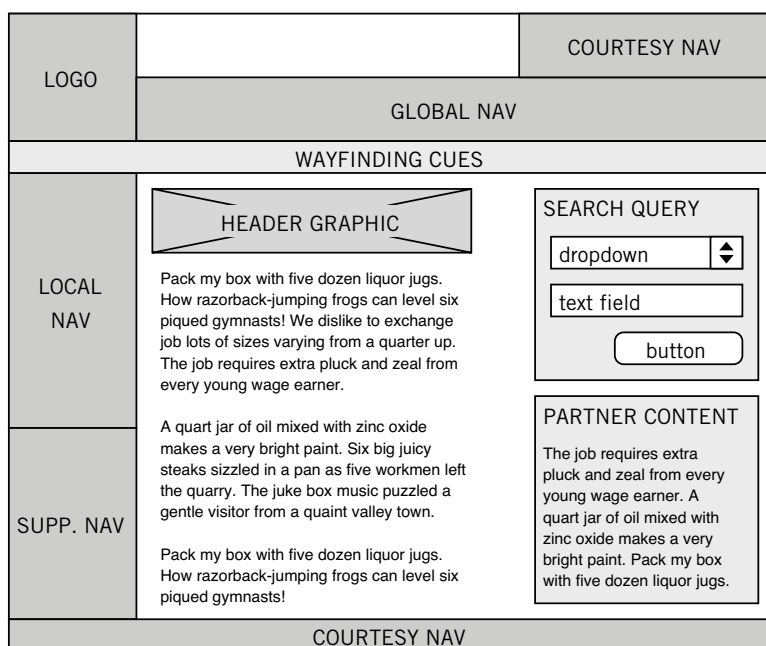 LOGO
COURTESY NAV
GLOBAL NAV
WAYFINDING CUES
LOCAL
NAV
SUPP. NAV
HEADER GRAPHIC
Pack my box with five dozen liquor jugs.
How razorback-jumping frogs can level six
piqued gymnasts! We dislike to exchange
job lots of sizes varying from a quarter up.
The job requires extra pluck and zeal from
every young wage earner.
A quart jar of oil mixed with zinc oxide
makes a very bright paint. Six big juicy
steaks sizzled in a pan as five workmen left
the quarry. The juke box music puzzled a
gentle visitor from a quaint valley town.
Pack my box with five dozen liquor jugs.
How razorback-jumping frogs can level six
piqued gymnasts!
SEARCH QUERY
dropdown
text field
button
PARTNER CONTENT
The job requires extra
pluck and zeal from every
young wage earner. A
quart jar of oil mixed with
zinc oxide makes a very
bright paint. Pack my box
with five dozen liquor jugs.
COURTESY NAV